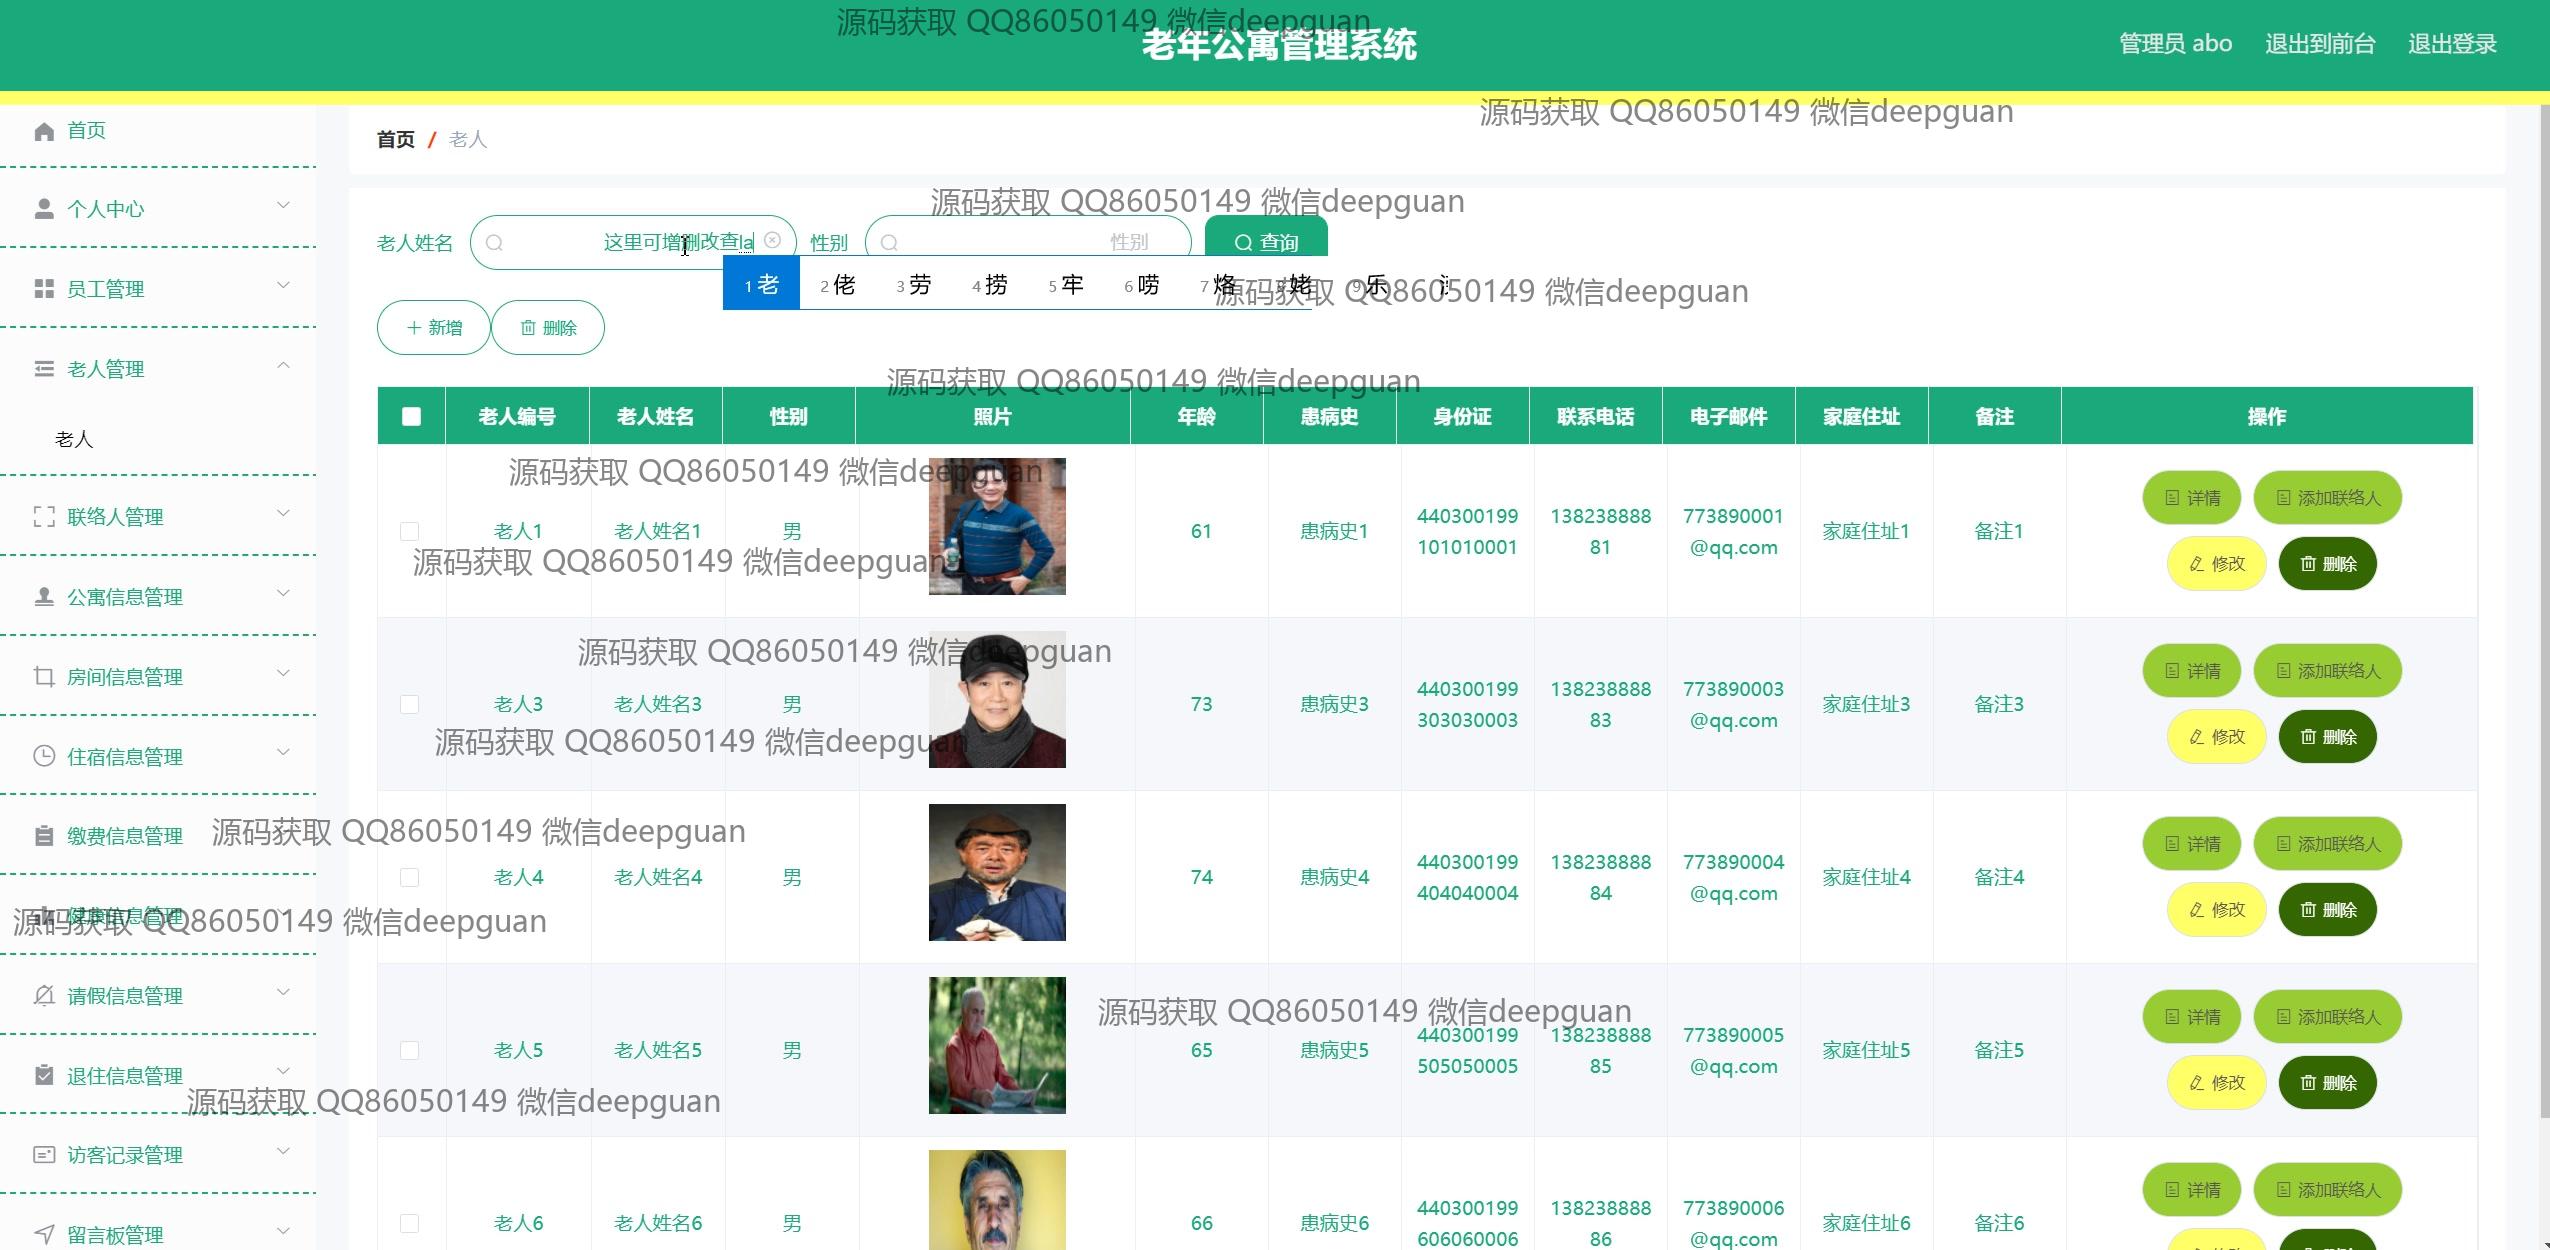 老年公寓管理系统
管理员 abo 退出到前台 退出登录
源码获取 QQ86050149 微信deepguan
源码获取 QQ86050149 微信deepguan
首页
首页 / 老人
个人中心
源码获取 QQ86050149 微信deepguan
老人姓名 这里可增删改查la 性别 性别 查询
1 老 2 佬 3 劳 4 捞 5 牢 6 唠 7 烙 8 姥 9 乐
源码获取 QQ86050149 微信deepguan
员工管理
新增 删除
老人管理
源码获取 QQ86050149 微信deepguan
老人编号 老人姓名 性别 照片 年龄 患病史 身份证 联系电话 电子邮件 家庭住址 备注 操作
老人
源码获取 QQ86050149 微信deepguan
详情 添加联络人
联络人管理
老人1 老人姓名1 男 61 患病史1 440300199 138238888 773890001 家庭住址1 备注1
101010001 81 @qq.com
源码获取 QQ86050149 微信deepguan
修改 删除
公寓信息管理
源码获取 QQ86050149 微信deepguan
详情 添加联络人
房间信息管理
老人3 老人姓名3 男 73 患病史3 440300199 138238888 773890003 家庭住址3 备注3
303030003 83 @qq.com
源码获取 QQ86050149 微信deepguan
修改 删除
住宿信息管理
源码获取 QQ86050149 微信deepguan
缴费信息管理
详情 添加联络人
老人4 老人姓名4 男 74 患病史4 440300199 138238888 773890004 家庭住址4 备注4
404040004 84 @qq.com
修改 删除
健康信息管理
源码获取 QQ86050149 微信deepguan
请假信息管理
源码获取 QQ86050149 微信deepguan
详情 添加联络人
老人5 老人姓名5 男 65 患病史5 440300199 138238888 773890005 家庭住址5 备注5
505050005 85 @qq.com
退住信息管理
修改 删除
源码获取 QQ86050149 微信deepguan
访客记录管理
详情 添加联络人
老人6 老人姓名6 男 66 患病史6 440300199 138238888 773890006 家庭住址6 备注6
606060006 86 @qq.com
留言板管理